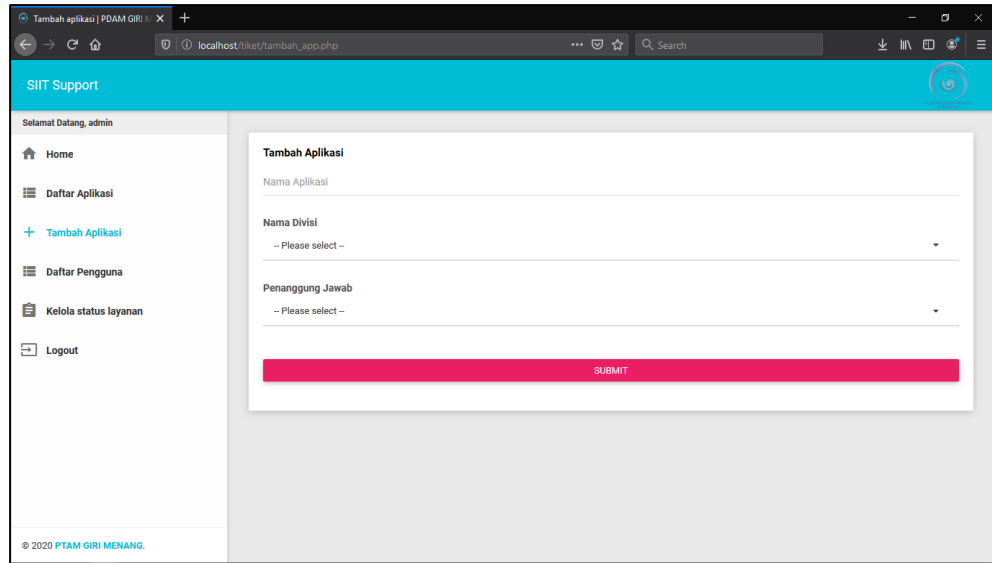 Tambah aplikasi | PDAM GIRI M
localhost/tiket/tambah_app.php
Search
SIIT Support
Selamat Datang, admin
Home
Daftar Aplikasi
Tambah Aplikasi
Daftar Pengguna
Kelola status layanan
Logout
© 2020 PTAM GIRI MENANG.
Tambah Aplikasi
Nama Aplikasi
Nama Divisi
-- Please select --
Penanggung Jawab
-- Please select --
SUBMIT